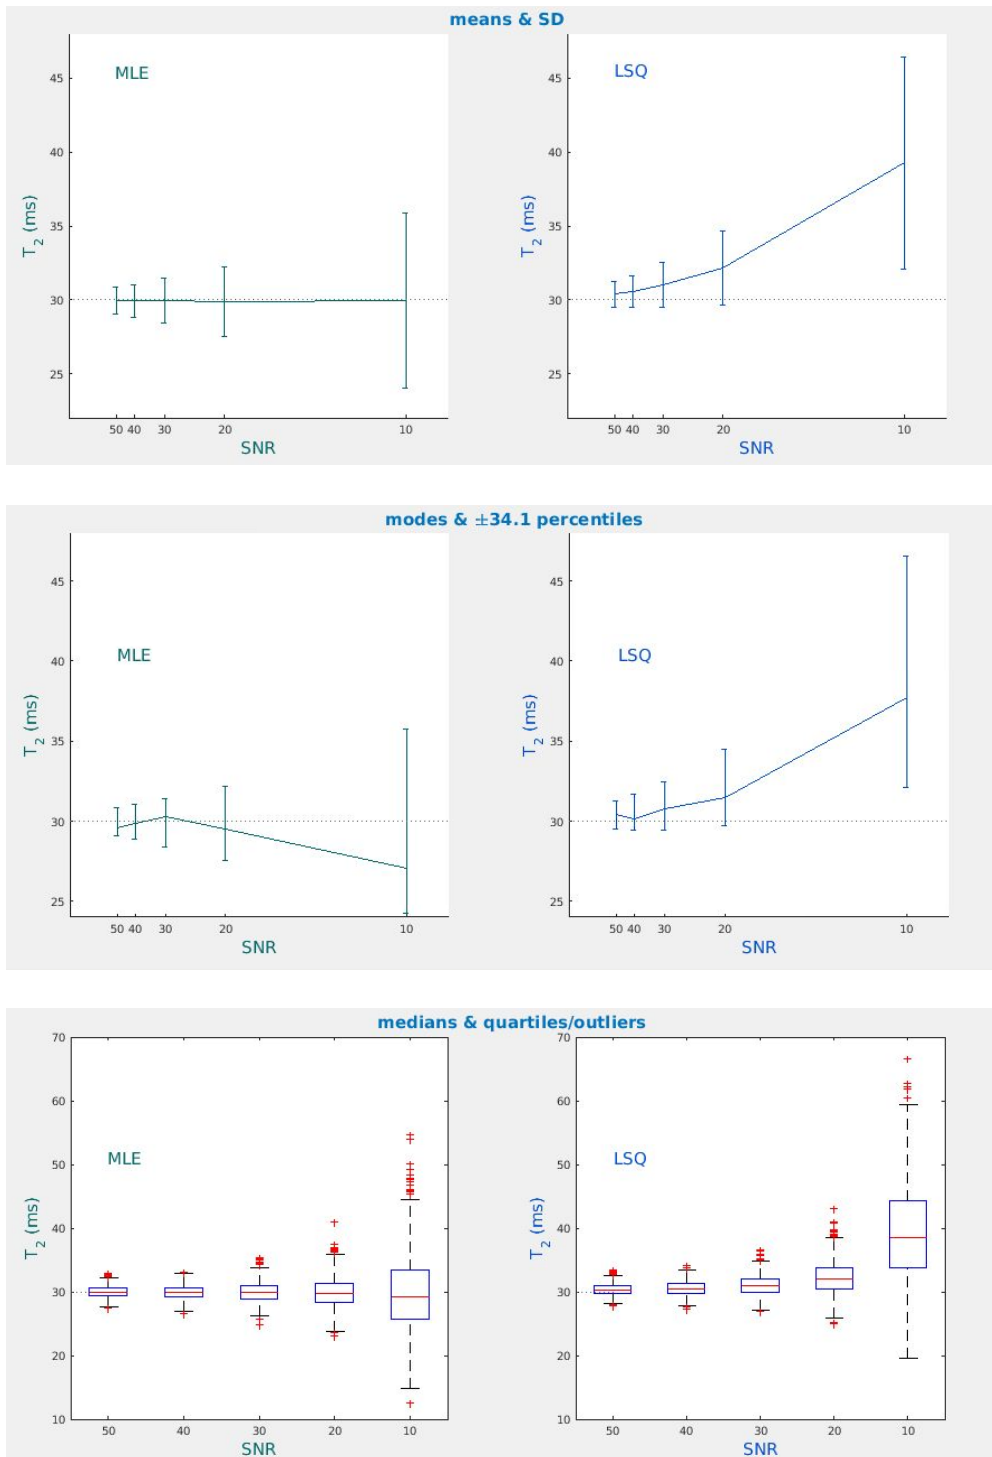 means & SD
MLE
45
40
35
30
25
T2 (ms)
50 40 30 20 10
SNR
LSQ
45
40
35
30
25
T2 (ms)
50 40 30 20 10
SNR
modes & ±34.1 percentiles
MLE
45
40
35
30
25
T2 (ms)
50 40 30 20 10
SNR
LSQ
45
40
35
30
25
T2 (ms)
50 40 30 20 10
SNR
medians & quartiles/outliers
MLE
70
60
50
40
30
20
10
T2 (ms)
50 40 30 20 10
SNR
LSQ
70
60
50
40
30
20
10
T2 (ms)
50 40 30 20 10
SNR